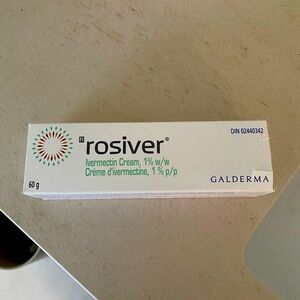 DIN 02440342
rosiver®
Ivermectin Cream, 1% w/w
Crème d'ivermectine, 1 % p/p
60 g
GALDERMA